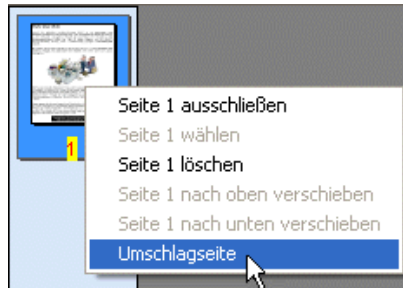 1
Seite 1 ausschließen
Seite 1 wählen
Seite 1 löschen
Seite 1 nach oben verschieben
Seite 1 nach unten verschieben
Umschlagseite